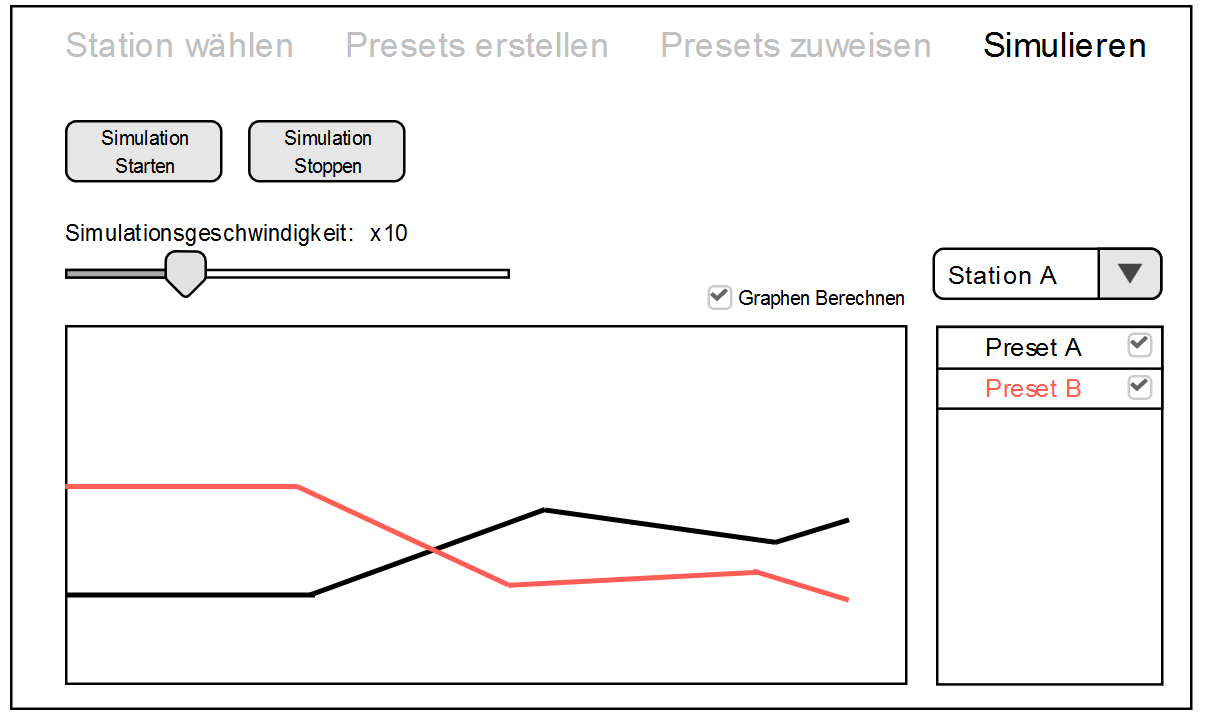 Station wählen Presets erstellen Presets zuweisen Simulieren
Simulation
Starten
Simulation
Stoppen
Simulationsgeschwindigkeit: x10
Station A
Graphen Berechnen
Preset A
Preset B